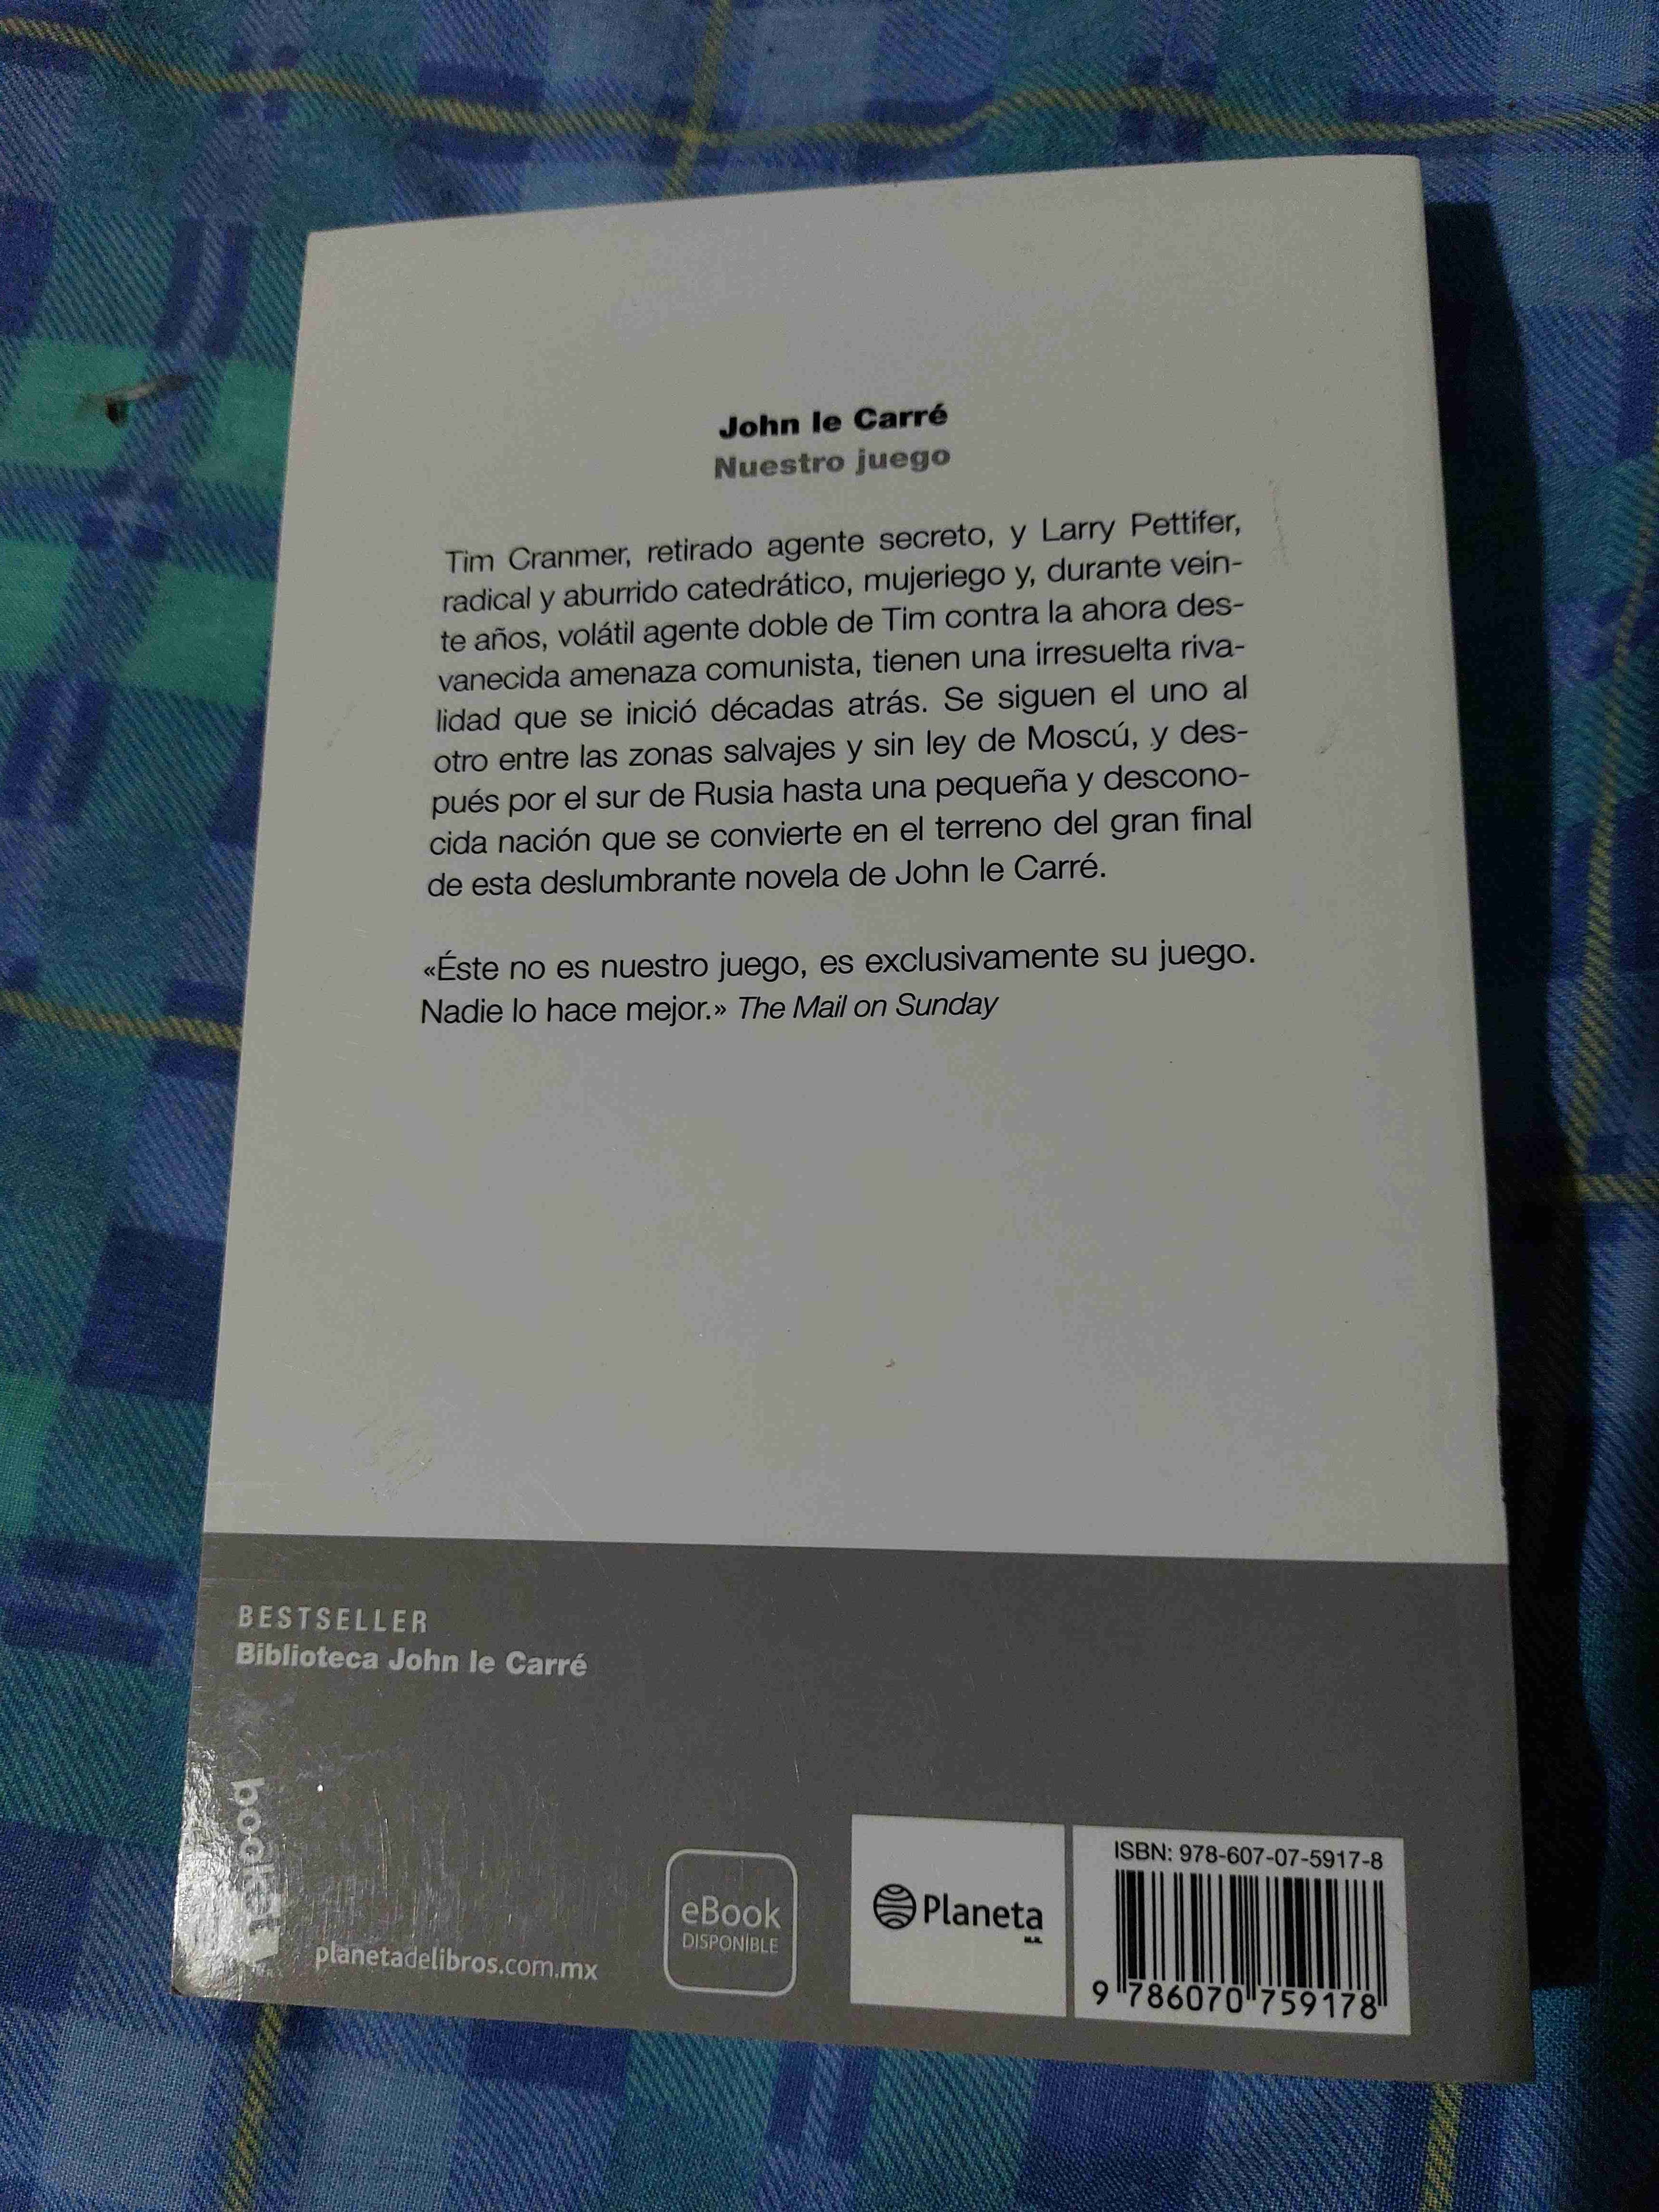 John le Carré
Nuestro juego
Tim Cranmer, retirado agente secreto, y Larry Pettifer,
radical y aburrido catedrático, mujeriego y, durante vein-
te años, volátil agente doble de Tim contra la ahora des-
vanecida amenaza comunista, tienen una irresuelta riva-
lidad que se inició décadas atrás. Se siguen el uno al
otro entre las zonas salvajes y sin ley de Moscú, y des-
pués por el sur de Rusia hasta una pequeña y descono-
cida nación que se convierte en el terreno del gran final
de esta deslumbrante novela de John le Carré.
«Éste no es nuestro juego, es exclusivamente su juego.
Nadie lo hace mejor.» The Mail on Sunday
BESTSELLER
Biblioteca John le Carré
booket
planetadelibros.com.mx
eBook
DISPONIBLE
Planeta
M.R.
ISBN: 978-607-07-5917-8
9 786070 759178